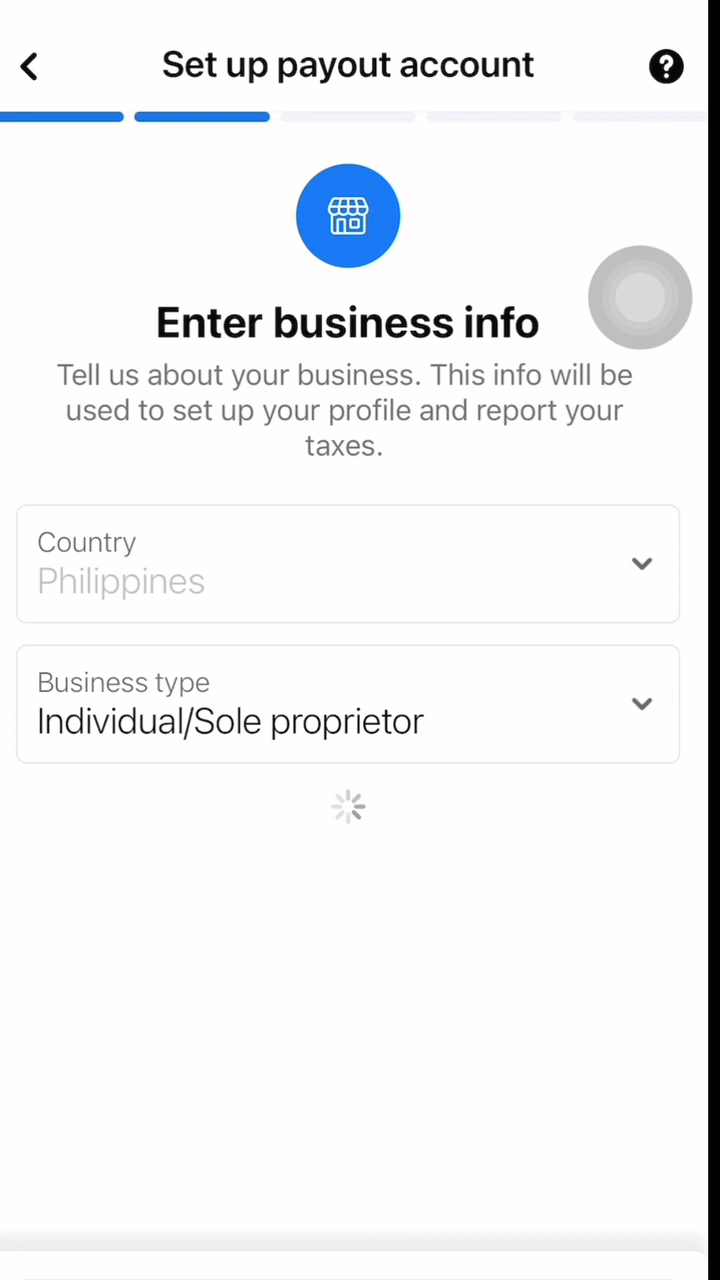 Set up payout account
?
Enter business info
Tell us about your business. This info will be
used to set up your profile and report your
taxes.
Country
Philippines
Business type
Individual/Sole proprietor